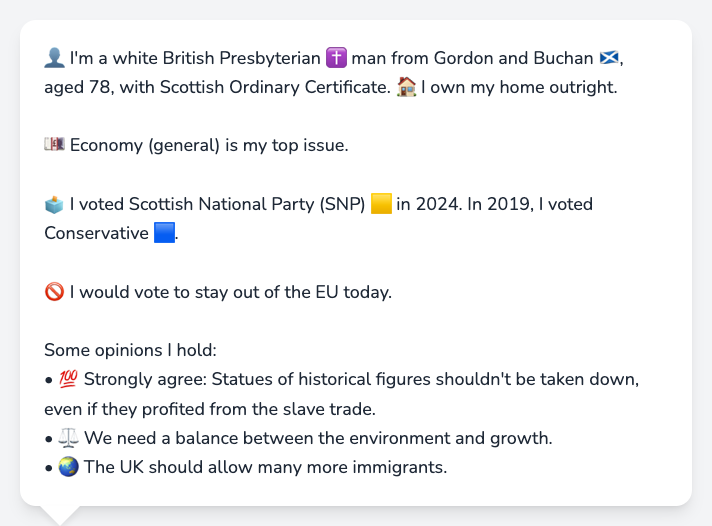 👤 I'm a white British Presbyterian ✝️ man from Gordon and Buchan 🏴󠁧󠁢󠁳󠁣󠁴󠁿,
aged 78, with Scottish Ordinary Certificate. 🏠 I own my home outright.
💷 Economy (general) is my top issue.
🗳️ I voted Scottish National Party (SNP) 🟨 in 2024. In 2019, I voted
Conservative 🟦.
🚫 I would vote to stay out of the EU today.
Some opinions I hold:
• 💯 Strongly agree: Statues of historical figures shouldn't be taken down,
even if they profited from the slave trade.
• ⚖️ We need a balance between the environment and growth.
• 🌏 The UK should allow many more immigrants.